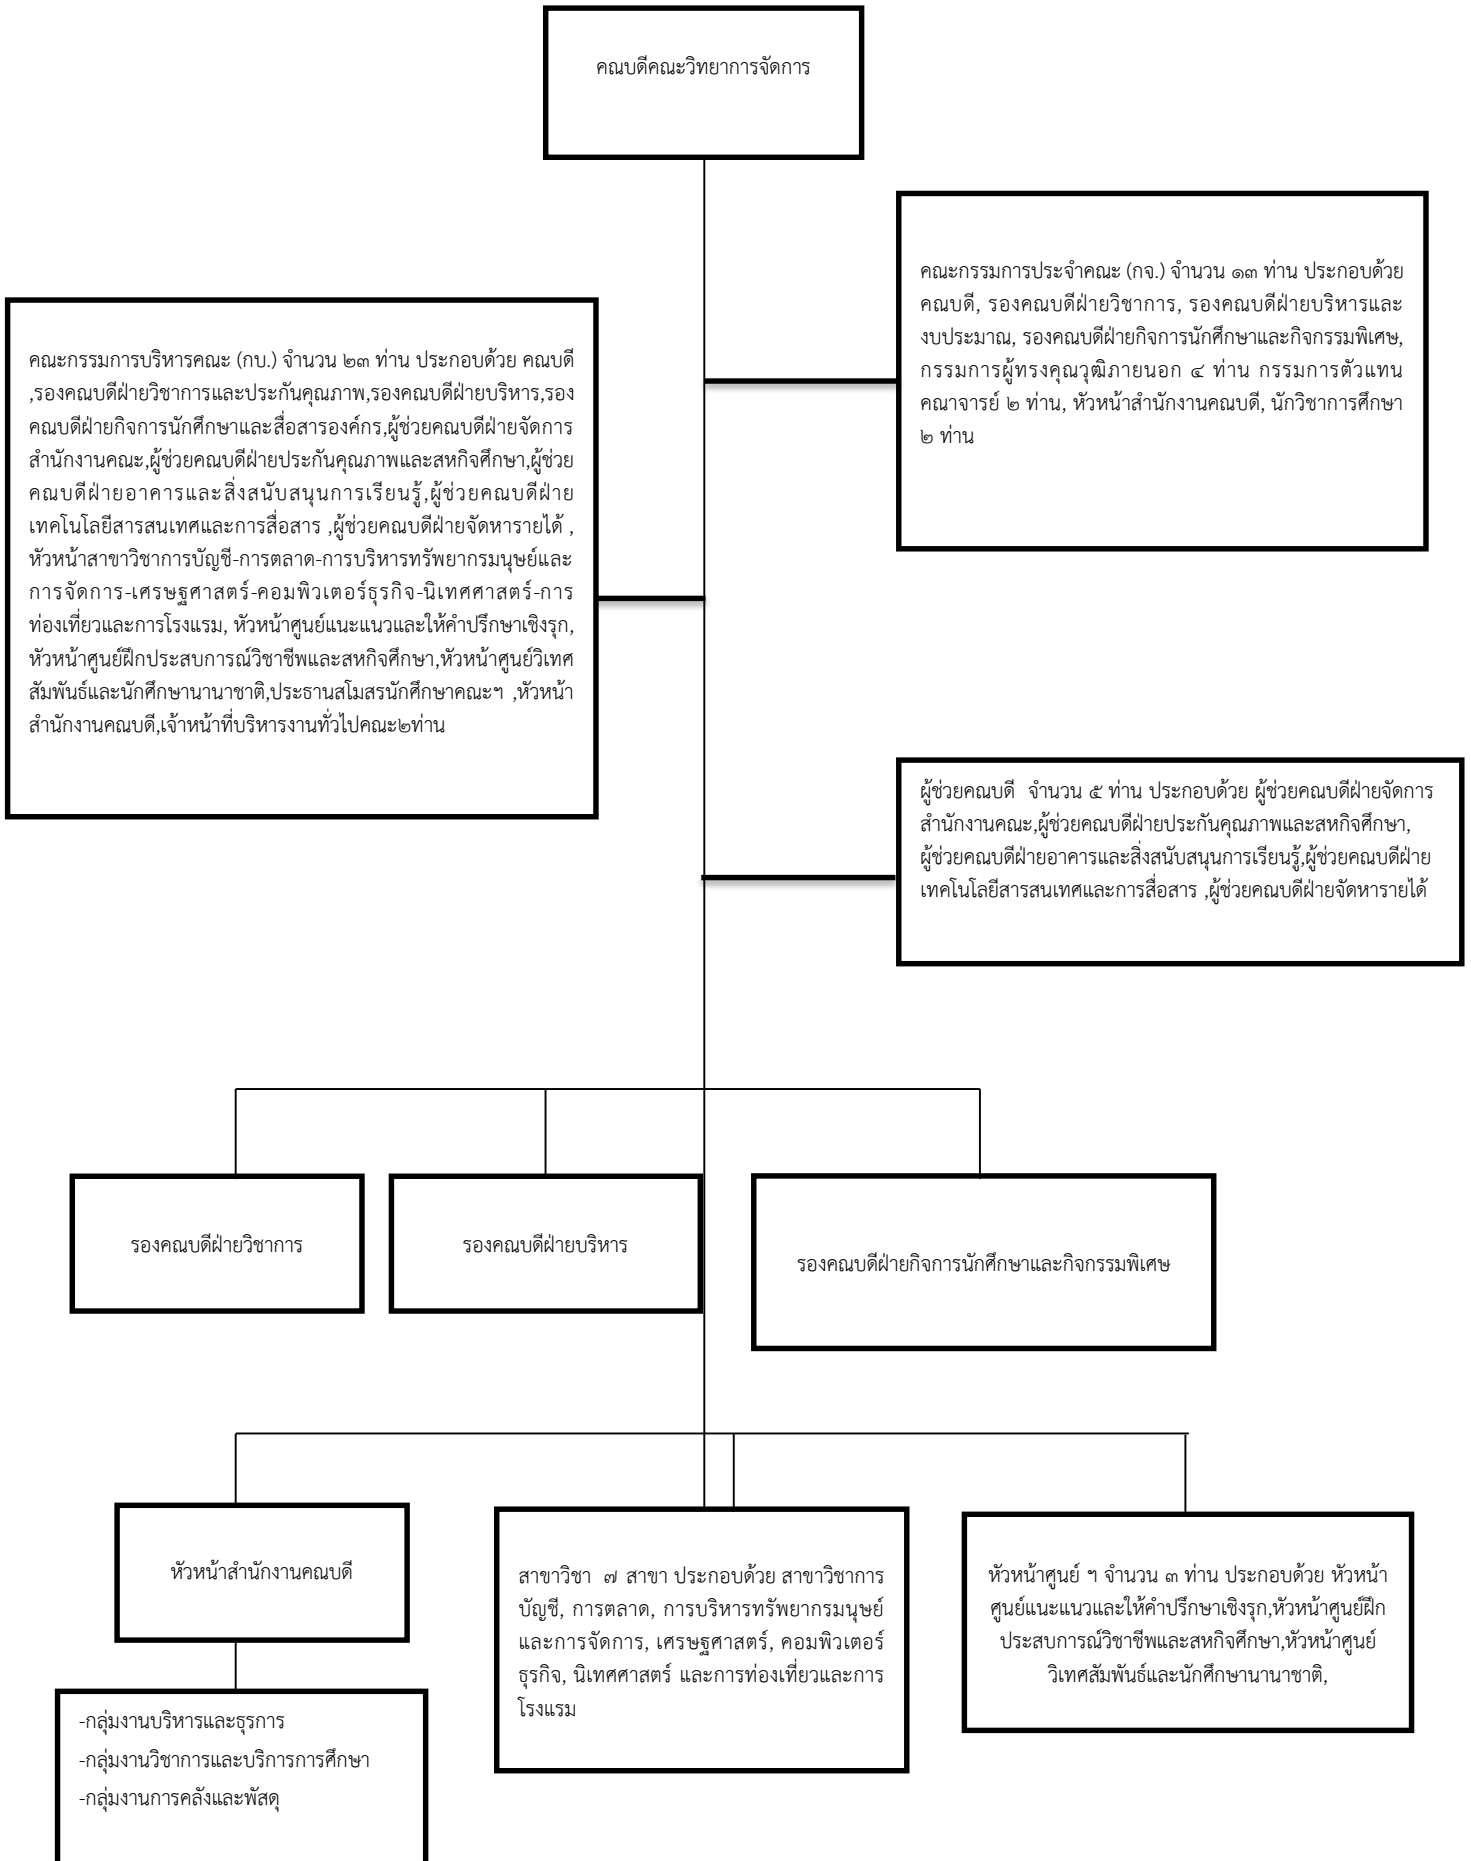 คณบดีคณะวิทยาการจัดการ
คณะกรรมการประจำคณะ (กจ.) จำนวน ๑๓ ท่าน ประกอบด้วย
คณบดี, รองคณบดีฝ่ายวิชาการ, รองคณบดีฝ่ายบริหารและ
งบประมาณ, รองคณบดีฝ่ายกิจการนักศึกษาและกิจกรรมพิเศษ,
กรรมการผู้ทรงคุณวุฒิภายนอก ๔ ท่าน กรรมการตัวแทน
คณาจารย์ ๒ ท่าน, หัวหน้าสำนักงานคณบดี, นักวิชาการศึกษา
๒ ท่าน
คณะกรรมการบริหารคณะ (กบ.) จำนวน ๒๓ ท่าน ประกอบด้วย คณบดี
,รองคณบดีฝ่ายวิชาการและประกันคุณภาพ,รองคณบดีฝ่ายบริหาร,รอง
คณบดีฝ่ายกิจการนักศึกษาและสื่อสารองค์กร,ผู้ช่วยคณบดีฝ่ายจัดการ
สำนักงานคณะ,ผู้ช่วยคณบดีฝ่ายประกันคุณภาพและสหกิจศึกษา,ผู้ช่วย
คณบดีฝ่ายอาคารและสิ่งสนับสนุนการเรียนรู้,ผู้ช่วยคณบดีฝ่าย
เทคโนโลยีสารสนเทศและการสื่อสาร ,ผู้ช่วยคณบดีฝ่ายจัดหารายได้ ,
หัวหน้าสาขาวิชาการบัญชี-การตลาด-การบริหารทรัพยากรมนุษย์และ
การจัดการ-เศรษฐศาสตร์-คอมพิวเตอร์ธุรกิจ-นิเทศศาสตร์-การ
ท่องเที่ยวและการโรงแรม, หัวหน้าศูนย์แนะแนวและให้คำปรึกษาเชิงรุก,
หัวหน้าศูนย์ฝึกประสบการณ์วิชาชีพและสหกิจศึกษา,หัวหน้าศูนย์วิเทศ
สัมพันธ์และนักศึกษานานาชาติ,ประธานสโมสรนักศึกษาคณะฯ ,หัวหน้า
สำนักงานคณบดี,เจ้าหน้าที่บริหารงานทั่วไปคณะ๒ท่าน
ผู้ช่วยคณบดี จำนวน ๕ ท่าน ประกอบด้วย ผู้ช่วยคณบดีฝ่ายจัดการ
สำนักงานคณะ,ผู้ช่วยคณบดีฝ่ายประกันคุณภาพและสหกิจศึกษา,
ผู้ช่วยคณบดีฝ่ายอาคารและสิ่งสนับสนุนการเรียนรู้,ผู้ช่วยคณบดีฝ่าย
เทคโนโลยีสารสนเทศและการสื่อสาร ,ผู้ช่วยคณบดีฝ่ายจัดหารายได้
รองคณบดีฝ่ายวิชาการ
รองคณบดีฝ่ายบริหาร
รองคณบดีฝ่ายกิจการนักศึกษาและกิจกรรมพิเศษ
หัวหน้าสำนักงานคณบดี
สาขาวิชา ๗ สาขา ประกอบด้วย สาขาวิชาการ
บัญชี, การตลาด, การบริหารทรัพยากรมนุษย์
และการจัดการ, เศรษฐศาสตร์, คอมพิวเตอร์
ธุรกิจ, นิเทศศาสตร์ และการท่องเที่ยวและการ
โรงแรม
หัวหน้าศูนย์ ฯ จำนวน ๓ ท่าน ประกอบด้วย หัวหน้า
ศูนย์แนะแนวและให้คำปรึกษาเชิงรุก,หัวหน้าศูนย์ฝึก
ประสบการณ์วิชาชีพและสหกิจศึกษา,หัวหน้าศูนย์
วิเทศสัมพันธ์และนักศึกษานานาชาติ,
-กลุ่มงานบริหารและธุรการ
-กลุ่มงานวิชาการและบริการการศึกษา
-กลุ่มงานการคลังและพัสดุ